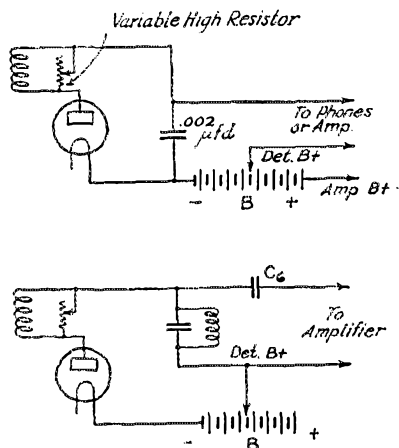 Variable High Resistor
.002
µfd
To Phones
or Amp.
Det. B+
- B +
Amp B+
C6
To
Amplifier
Det. B+
- B +